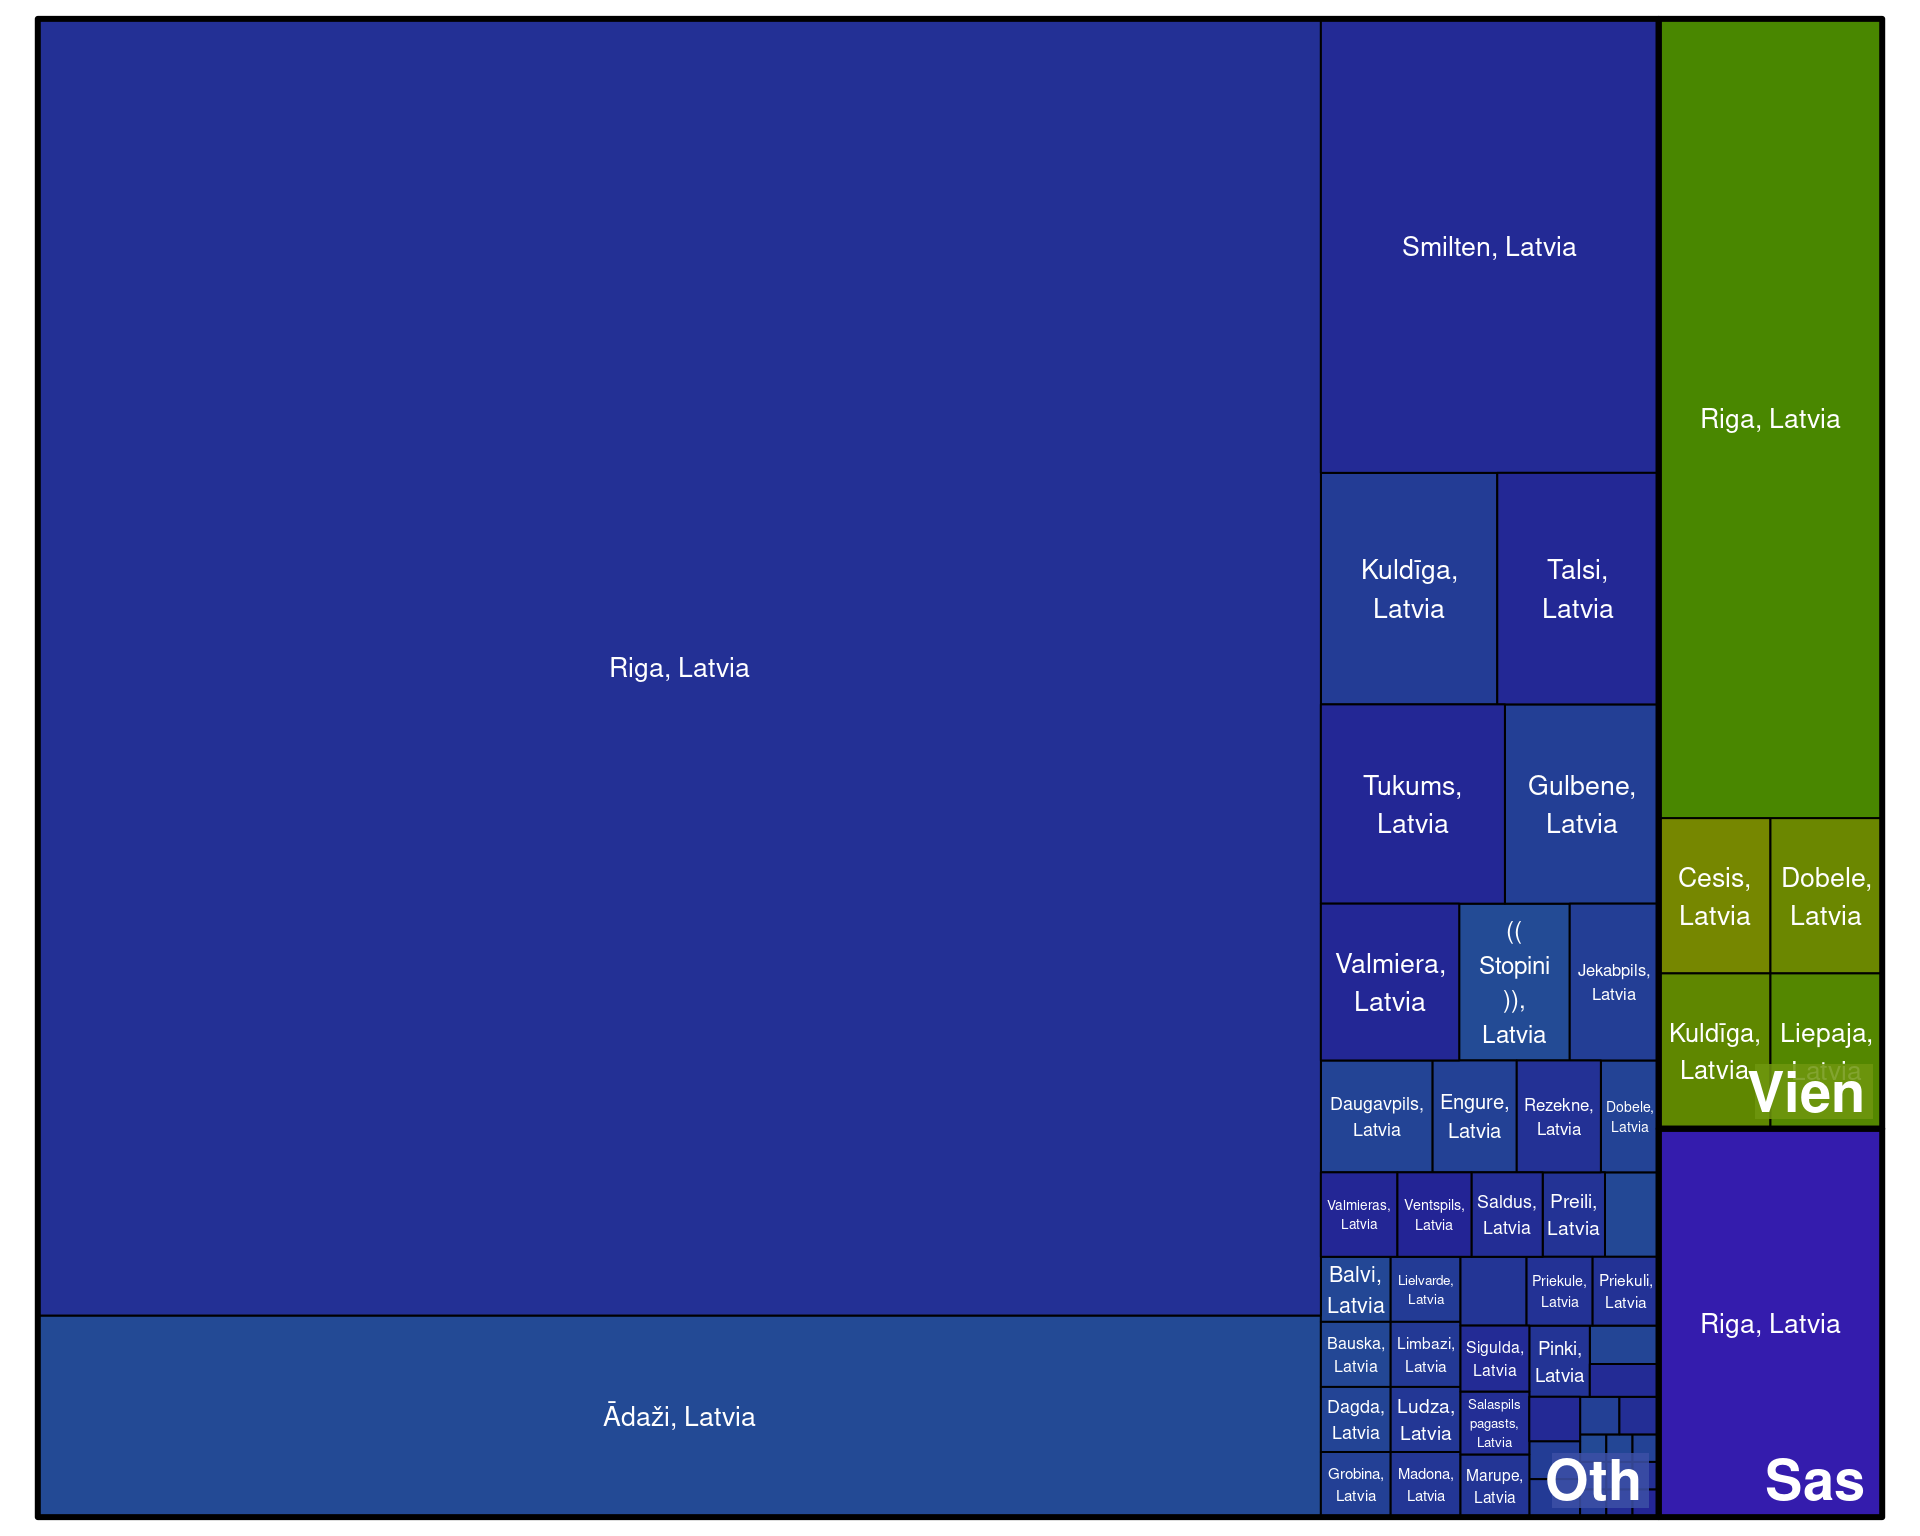 Riga, Latvia
Ādaži, Latvia
Smilten, Latvia
Kuldīga,
Latvia
Talsi,
Latvia
Tukums,
Latvia
Gulbene,
Latvia
Valmiera,
Latvia
((
Stopini
)),
Latvia
Jekabpils,
Latvia
Daugavpils,
Latvia
Engure,
Latvia
Rezekne,
Latvia
Dobele,
Latvia
Valmieras,
Latvia
Ventspils,
Latvia
Saldus,
Latvia
Preili,
Latvia
Balvi,
Latvia
Lielvarde,
Latvia
Priekule,
Latvia
Priekuli,
Latvia
Bauska,
Latvia
Limbazi,
Latvia
Sigulda,
Latvia
Pinki,
Latvia
Dagda,
Latvia
Ludza,
Latvia
Salaspils
pagasts,
Latvia
Grobina,
Latvia
Madona,
Latvia
Marupe,
Latvia
Oth
Riga, Latvia
Cesis,
Latvia
Dobele,
Latvia
Kuldīga,
Latvia
Liepaja,
Latvia
Vien
Riga, Latvia
Sas